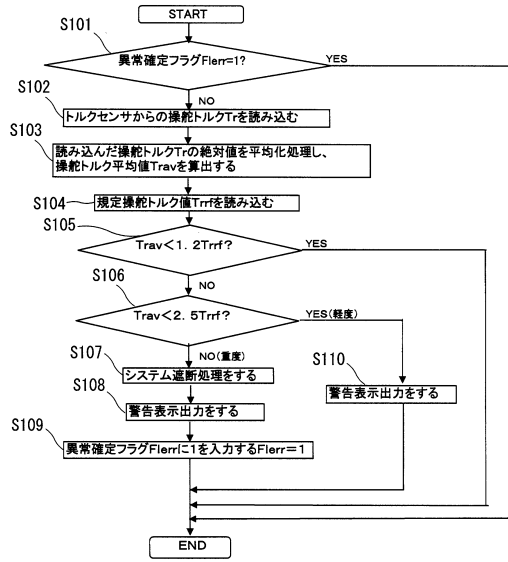 START
S101
異常確定フラグFlerr=1?
YES
NO
S102
トルクセンサからの操舵トルクTrを読み込む
S103
読み込んだ操舵トルクTrの絶対値を平均化処理し、
操舵トルク平均値Travを算出する
S104
規定操舵トルク値Trrfを読み込む
S105
Trav<1.2Trrf?
YES
NO
S106
Trav<2.5Trrf?
YES(軽度)
NO(重度)
S107
システム遮断処理をする
S110
警告表示出力をする
S108
警告表示出力をする
S109
異常確定フラグFlerrに1を入力するFlerr=1
END